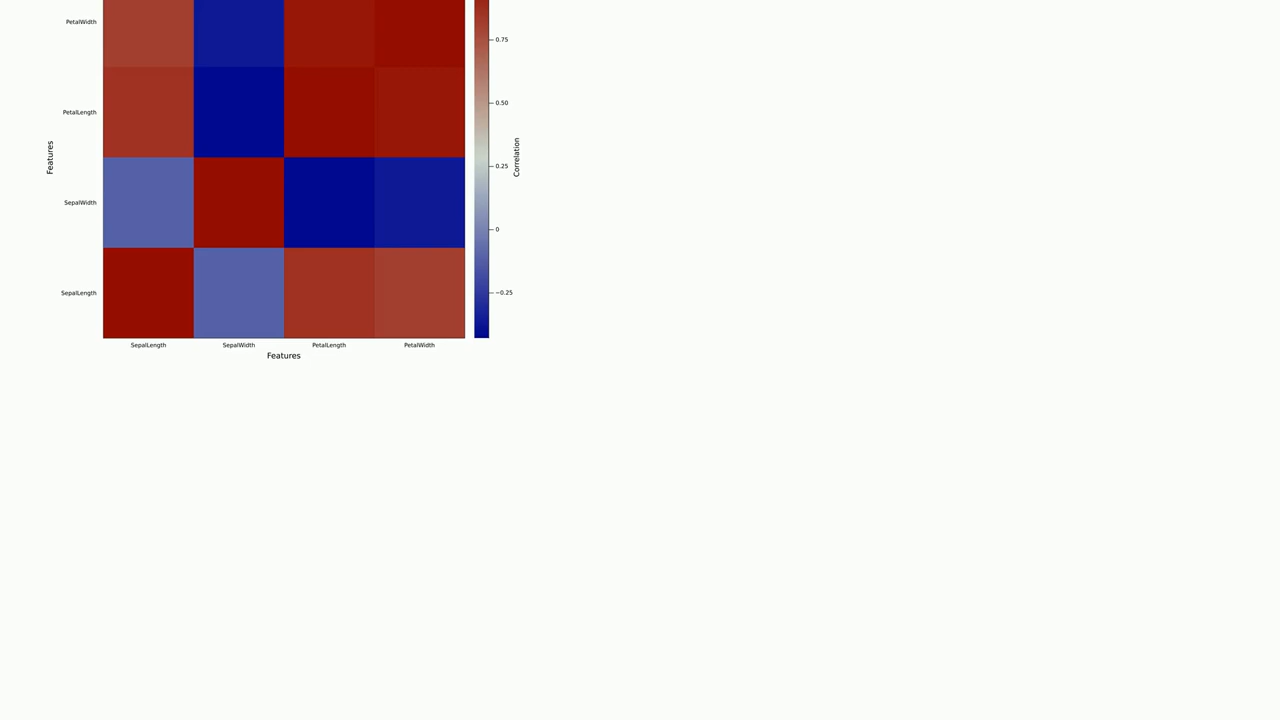 PetalWidth
PetalLength
SepalWidth
SepalLength
Features
SepalLength
SepalWidth
PetalLength
PetalWidth
Features
0.75
0.50
0.25
0
−0.25
Correlation